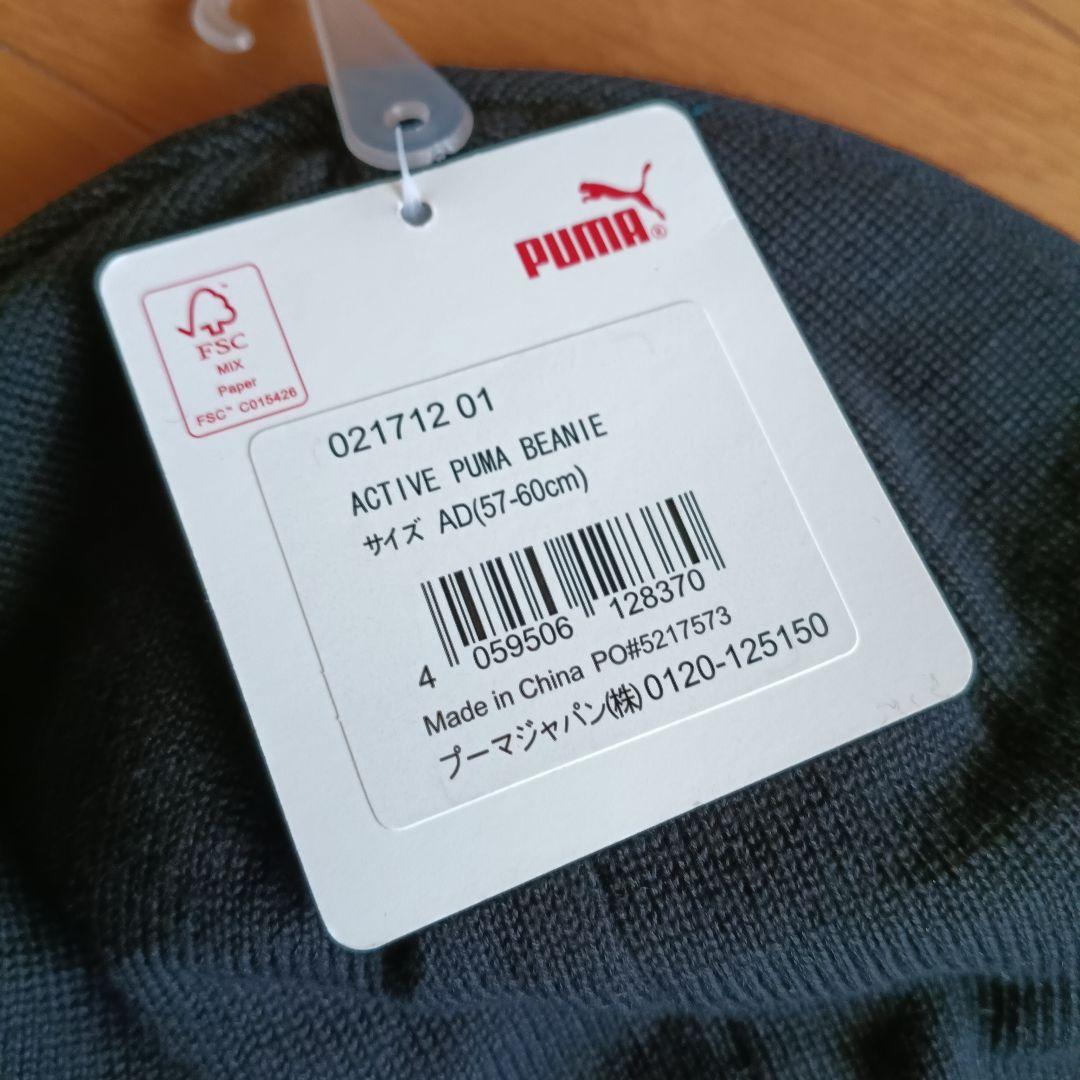 PUMA®
FSC™
MIX
Paper
FSC™ C015426
021712 01
ACTIVE PUMA BEANIE
サイズ AD(57-60cm)
4 059506 128370
Made in China PO#5217573
プーマジャパン(株)0120-125150